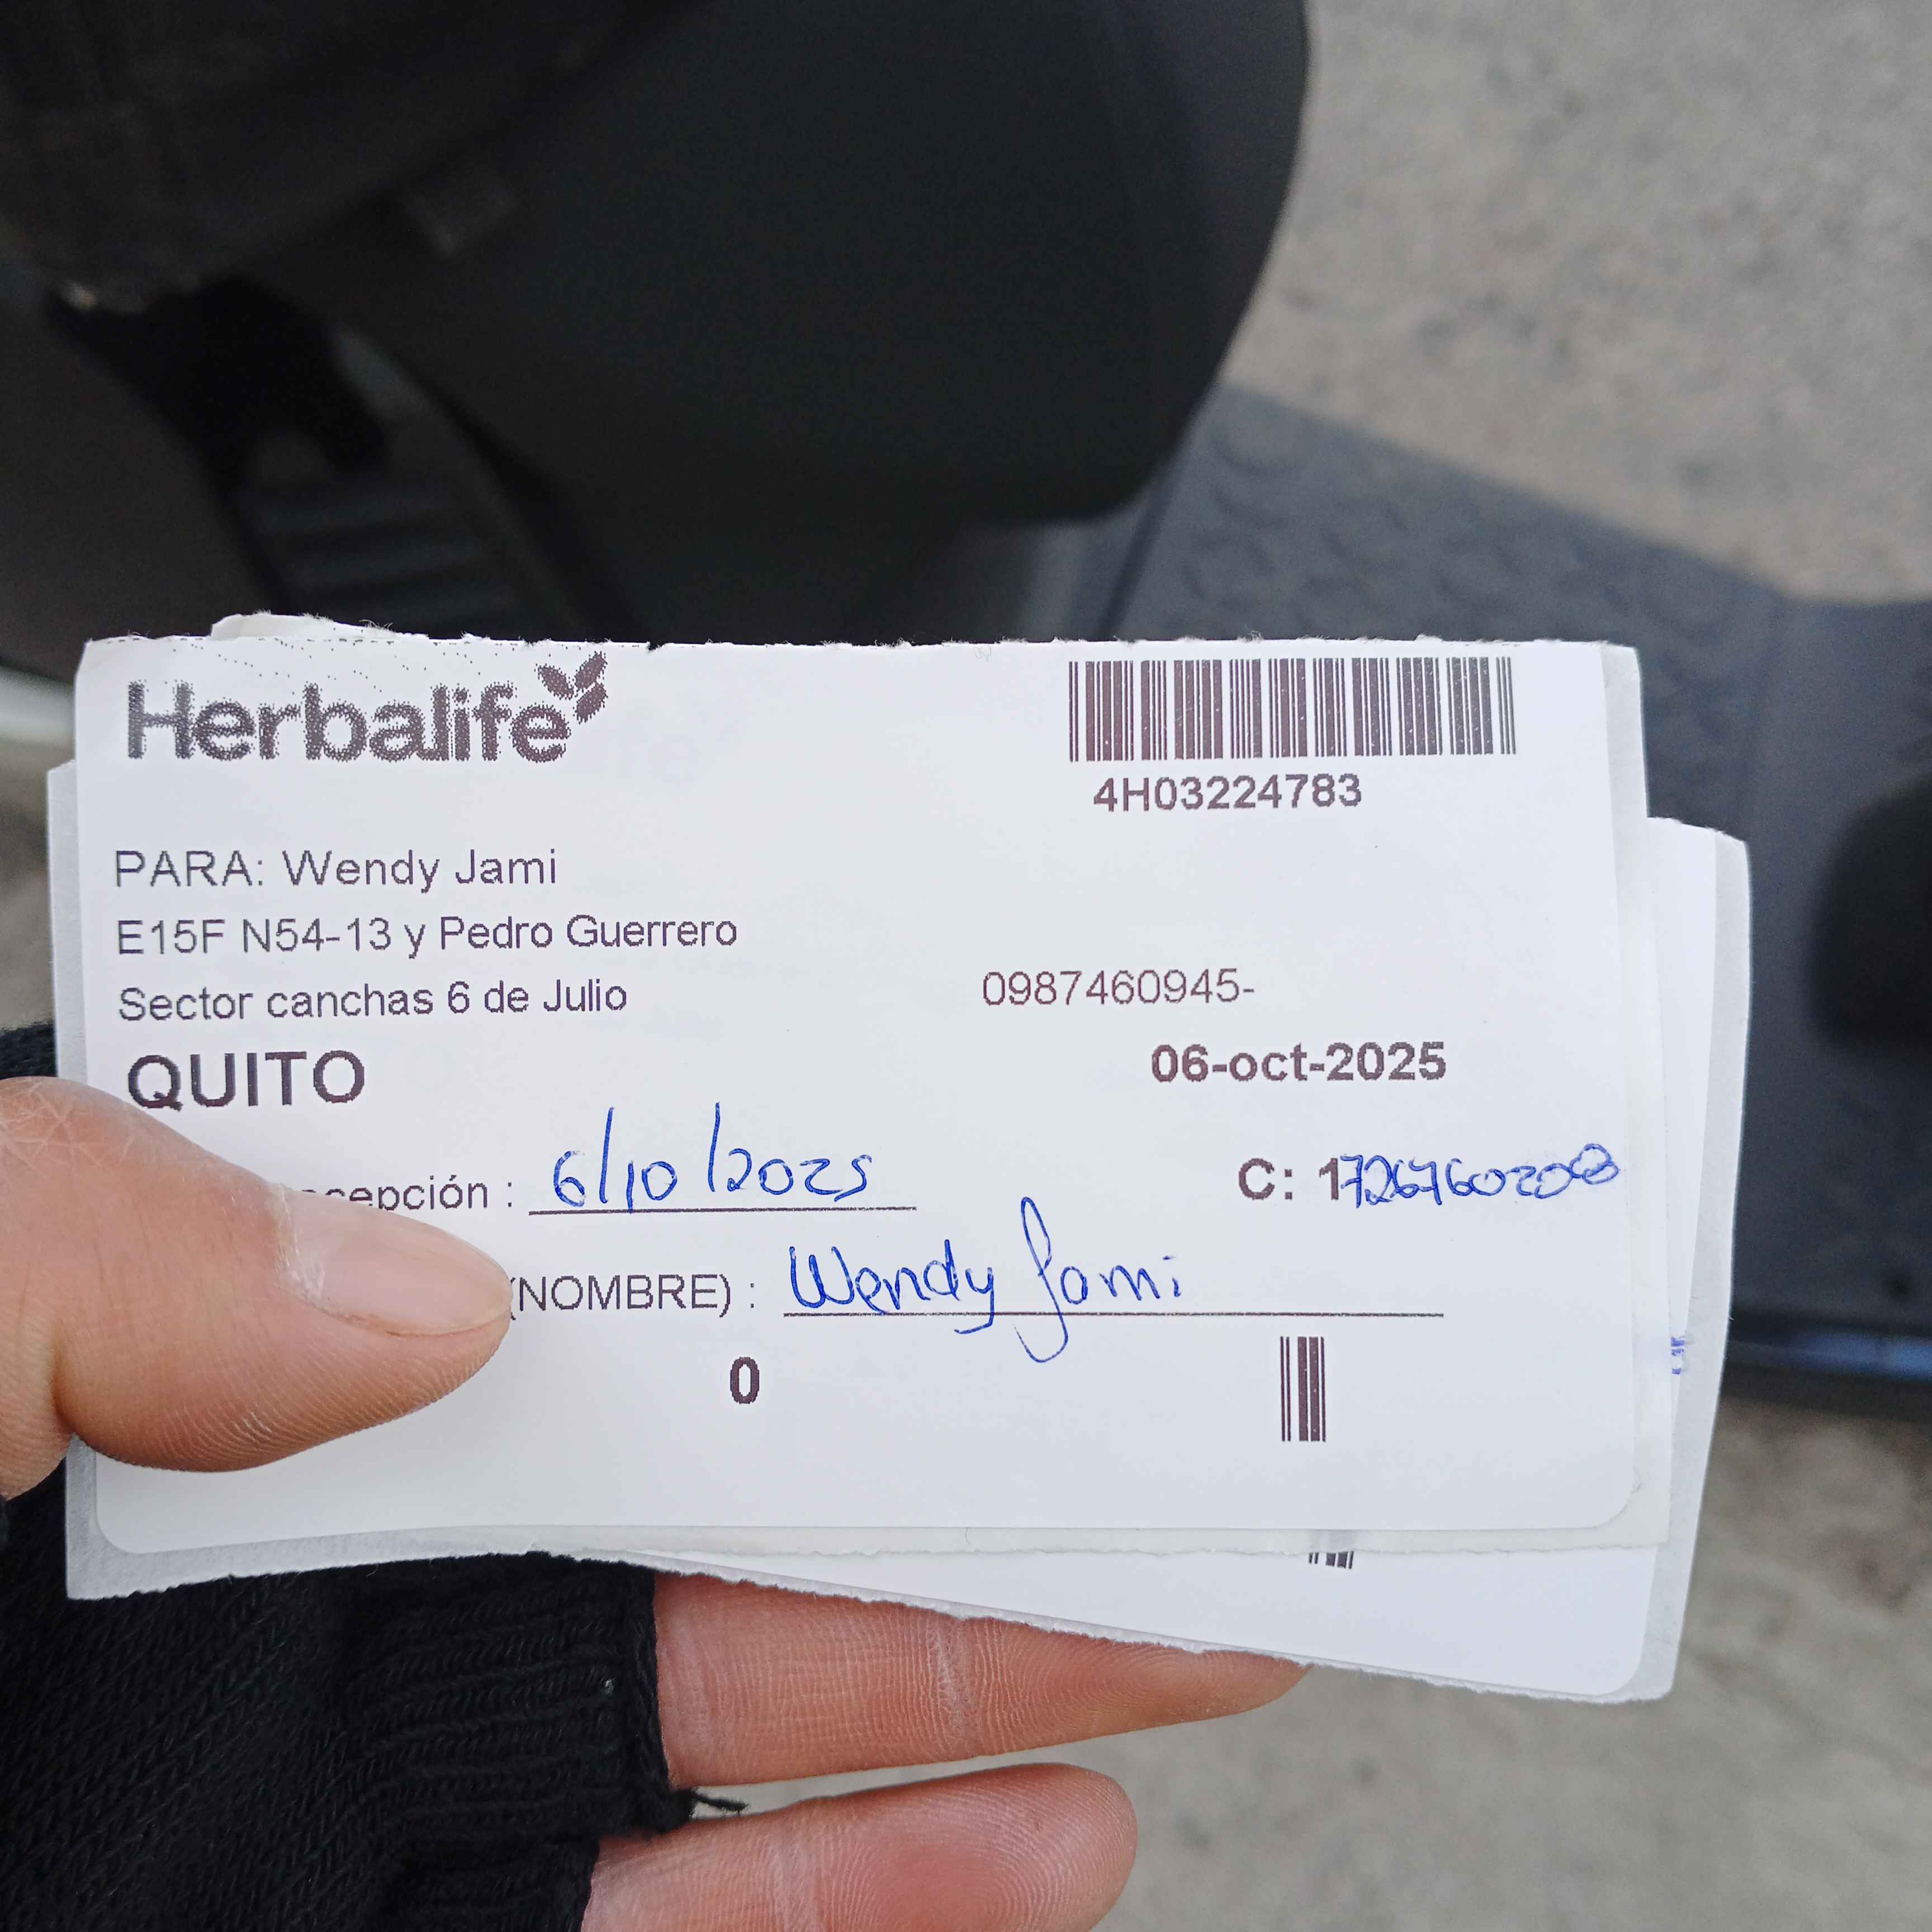 Herbalife
4H03224783
PARA: Wendy Jami
E15F N54-13 y Pedro Guerrero
Sector canchas 6 de Julio
0987460945-
QUITO
06-oct-2025
cepción : 6/10/2025
C: 1726760208
(NOMBRE) : Wendy Jami
0